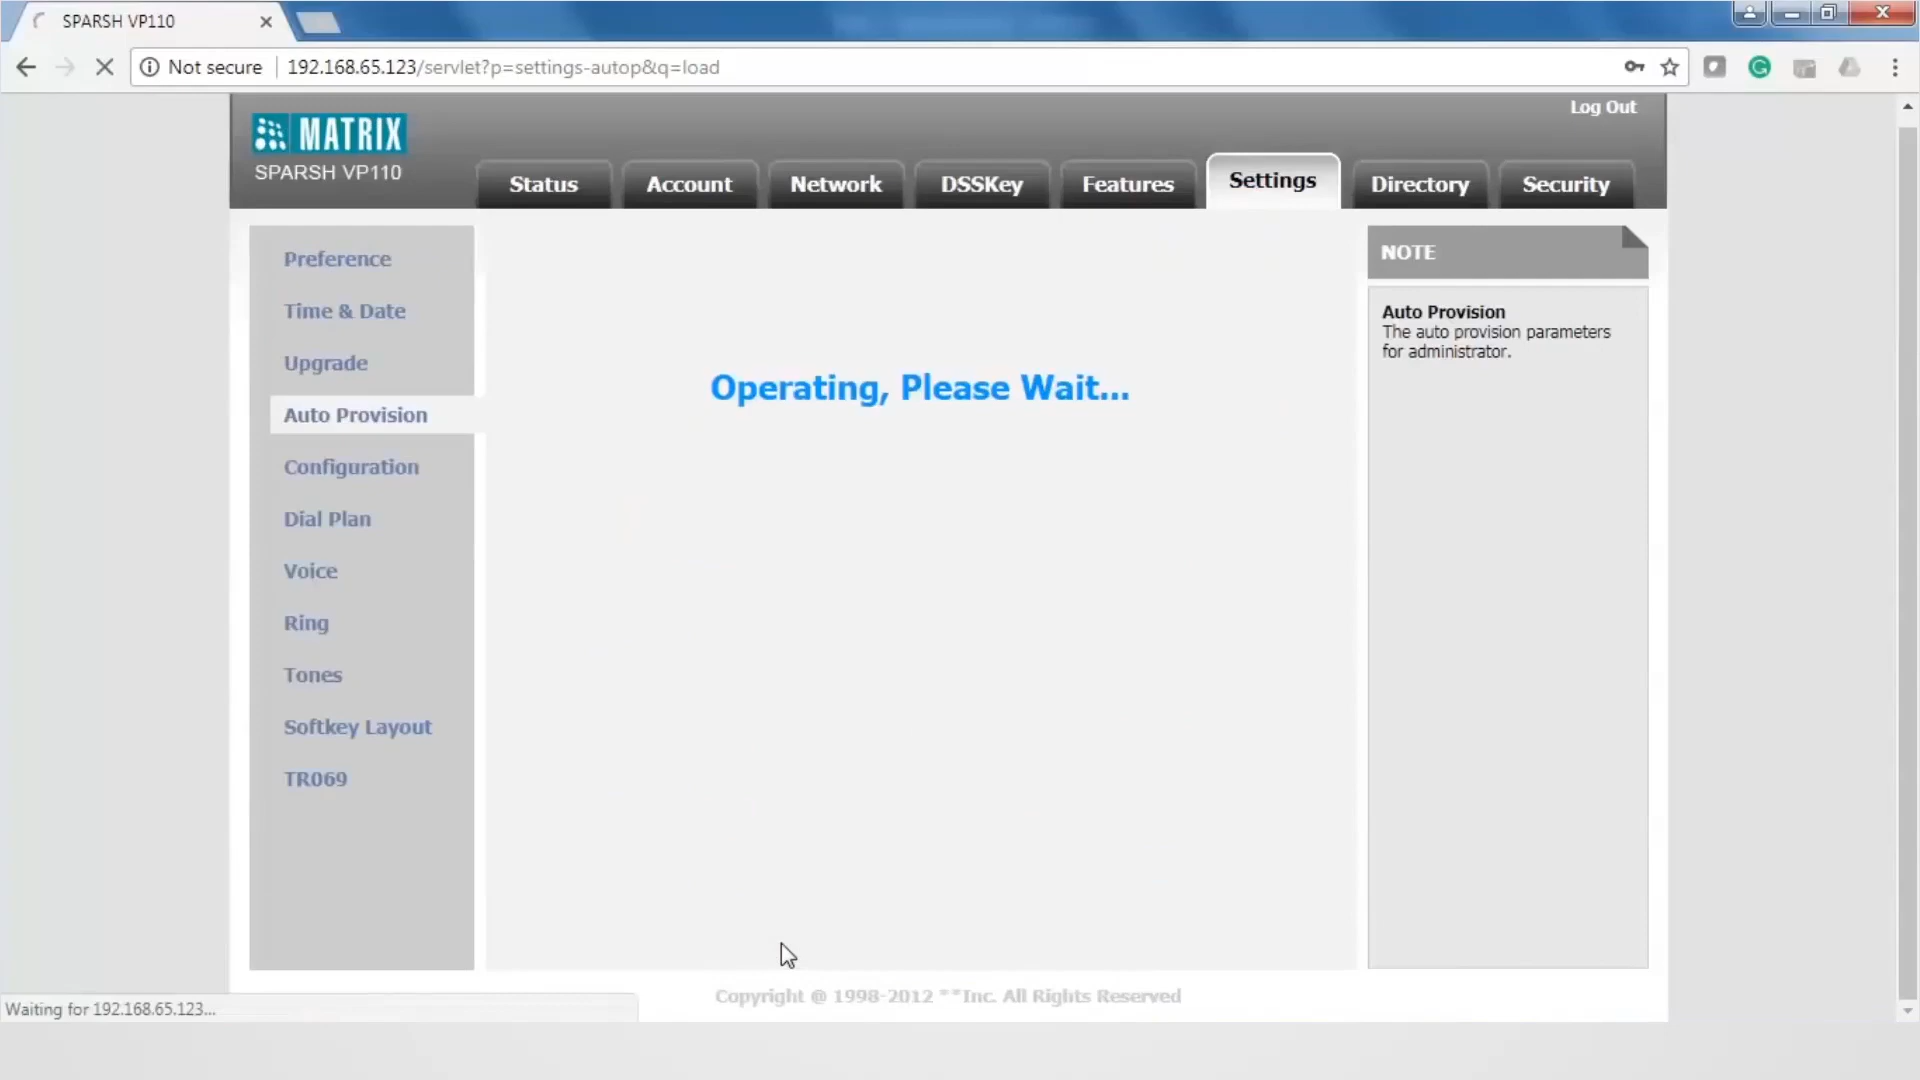 SPARSH VP110
Not secure
192.168.65.123/servlet?p=settings-autop&q=load
Log Out
MATRIX
SPARSH VP110
Status
Account
Network
DSSKey
Features
Settings
Directory
Security
Preference
Time & Date
Upgrade
Auto Provision
Configuration
Dial Plan
Voice
Ring
Tones
Softkey Layout
TR069
Operating, Please Wait...
NOTE
Auto Provision
The auto provision parameters
for administrator.
Copyright @ 1998-2012 **Inc. All Rights Reserved
Waiting for 192.168.65.123...